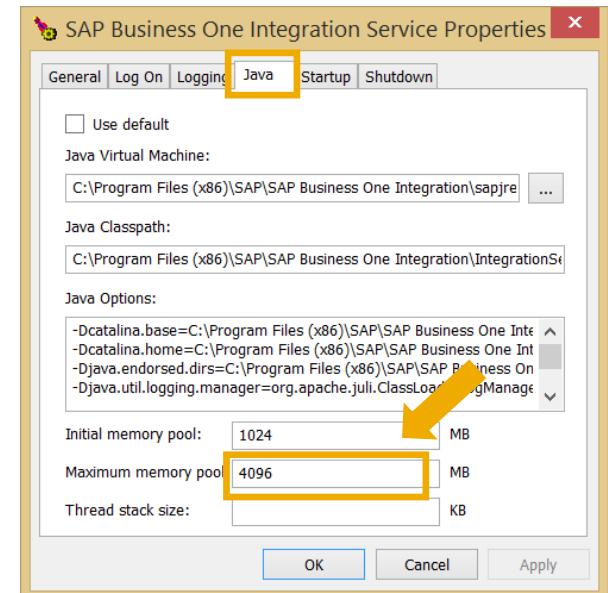 SAP Business One Integration Service Properties
General Log On Logging Java Startup Shutdown
Use default
Java Virtual Machine:
C:\Program Files (x86)\SAP\SAP Business One Integration\sapjre ...
Java Classpath:
C:\Program Files (x86)\SAP\SAP Business One Integration\IntegrationSe
Java Options:
-Dcatalina.base=C:\Program Files (x86)\SAP\SAP Business One Inte
-Dcatalina.home=C:\Program Files (x86)\SAP\SAP Business One Int
-Djava.endorsed.dirs=C:\Program Files (x86)\SAP\SAP Business On
-Djava.util.logging.manager=org.apache.juli.ClassLoa ogManage
Initial memory pool: 1024 MB
Maximum memory pool 4096 MB
Thread stack size: KB
OK Cancel Apply